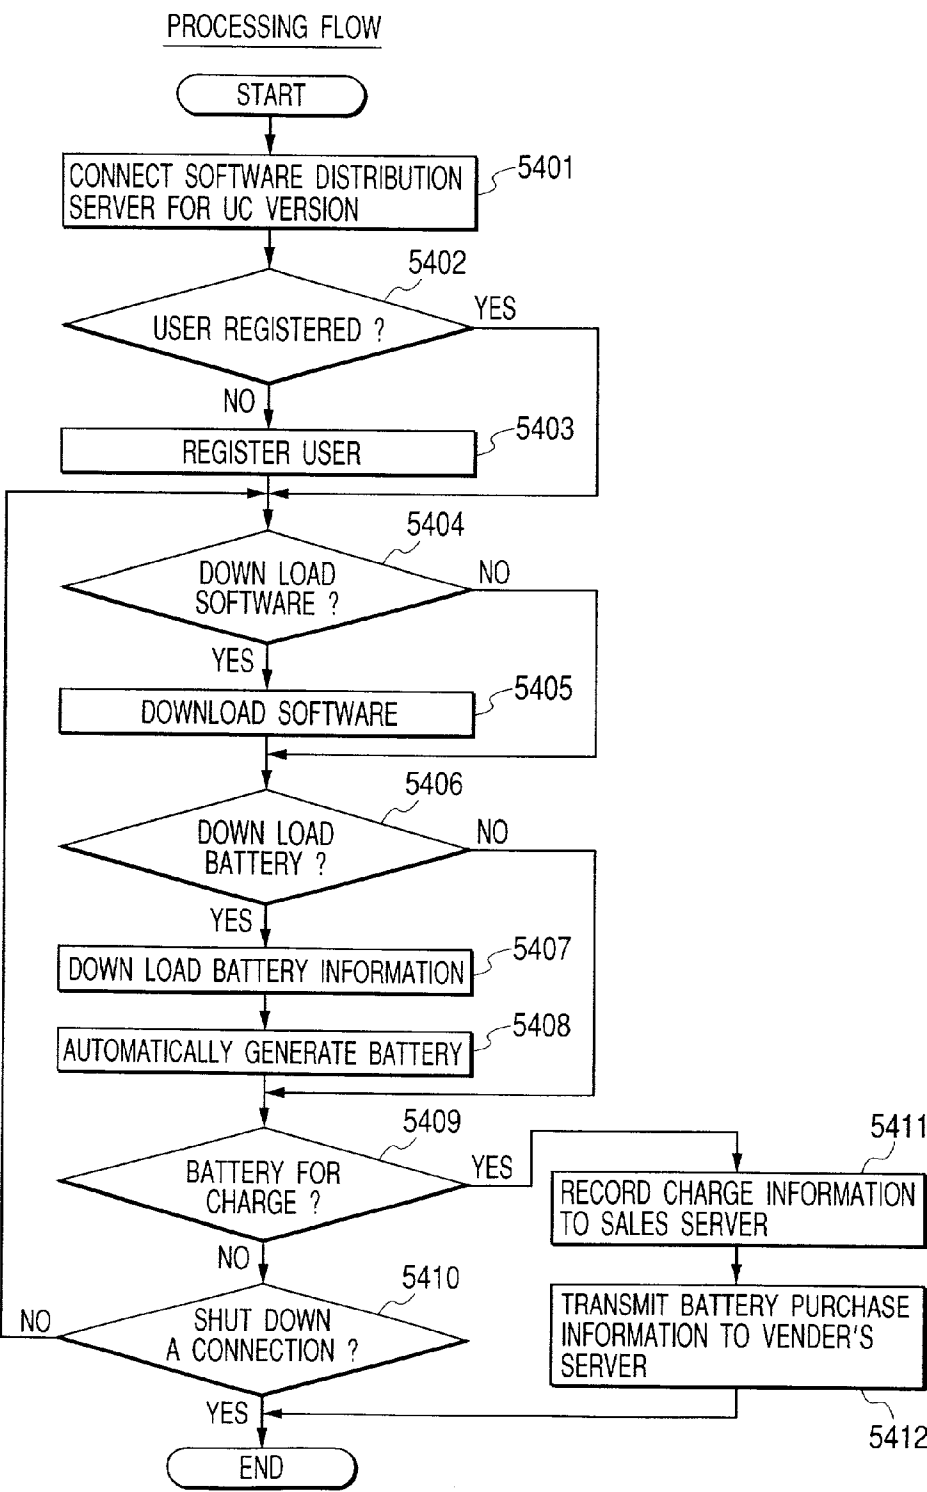 PROCESSING FLOW
START
5401
CONNECT SOFTWARE DISTRIBUTION
SERVER FOR UC VERSION
5402
YES
USER REGISTERED ?
NO
5403
REGISTER USER
5404
DOWN LOAD
SOFTWARE ?
NO
YES
5405
DOWNLOAD SOFTWARE
5406
DOWN LOAD
BATTERY ?
NO
YES
5407
DOWN LOAD BATTERY INFORMATION
5408
AUTOMATICALLY GENERATE BATTERY
5409
BATTERY FOR
CHARGE ?
YES
5411
RECORD CHARGE INFORMATION
TO SALES SERVER
NO
5410
SHUT DOWN
A CONNECTION ?
NO
TRANSMIT BATTERY PURCHASE
INFORMATION TO VENDER'S
SERVER
YES
5412
END